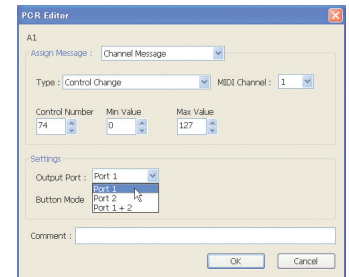 PCR Editor
A1
Assign Message : Channel Message
Type : Control Change MIDI Channel : 1
Control Number Min Value Max Value
74 0 127
Settings
Output Port : Port 1
Port 1
Button Mode Port 2
Port 1 + 2
Comment :
OK Cancel